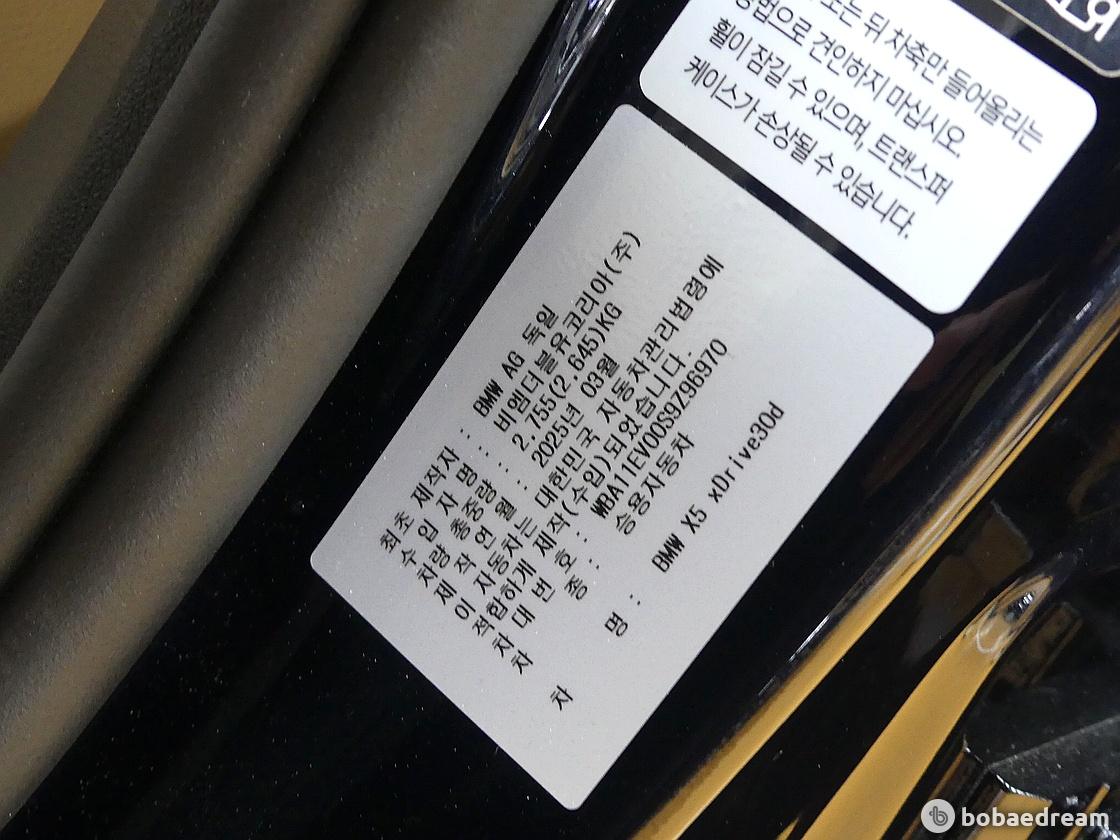 또는 뒤 차축만 들어올리는
방법으로 견인하지 마십시오.
휠이 잠길 수 있으며, 트랜스퍼
케이스가 손상될 수 있습니다.
최초 제작자 : BMW AG 독일
수 입 자 명 : 비엠더블유코리아(주)
차량 총중량 : 2,755(2,645)KG
제 작 연 월 : 2025년 03월
이 자동차는 대한민국 자동차관리법령에
적합하게 제작(수입)되었습니다.
차 대 번 호 : WBA11EV00S9Z96970
차 종 : 승용자동차
차 명 : BMW X5 xDrive30d
bobaedream